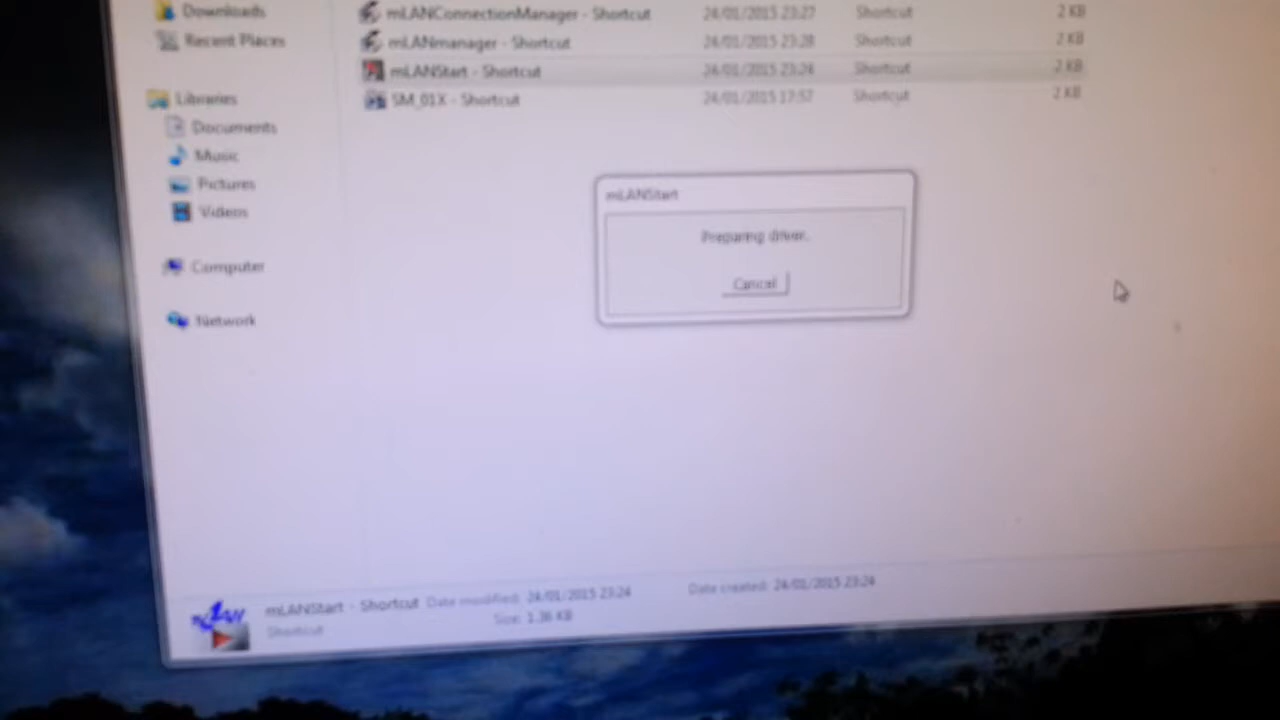 Downloads
mLANConnectionManager - Shortcut 24/01/2015 23:27 Shortcut 2 KB
Recent Places
mLANmanager - Shortcut 24/01/2015 23:28 Shortcut 2 KB
mLANStart - Shortcut 24/01/2015 23:24 Shortcut 2 KB
Libraries
SM_01X - Shortcut 24/01/2015 17:57 Shortcut 2 KB
Documents
Music
Pictures
Videos
Computer
Network
mLANStart
Preparing driver.
Cancel
mLANStart - Shortcut Date modified: 24/01/2015 23:24 Date created: 24/01/2015 23:24
Shortcut Size: 1.36 KB
mLAN